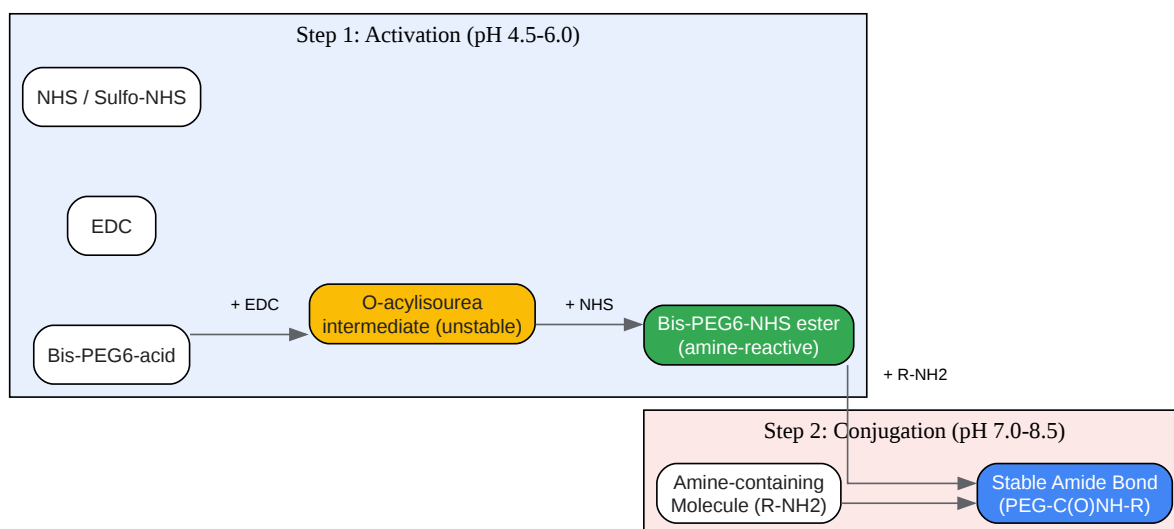 Step 1: Activation (pH 4.5-6.0)
NHS / Sulfo-NHS
EDC
Bis-PEG6-acid
+ EDC
O-acylisourea
intermediate (unstable)
+ NHS
Bis-PEG6-NHS ester
(amine-reactive)
+ R-NH2
Step 2: Conjugation (pH 7.0-8.5)
Amine-containing
Molecule (R-NH2)
Stable Amide Bond
(PEG-C(O)NH-R)